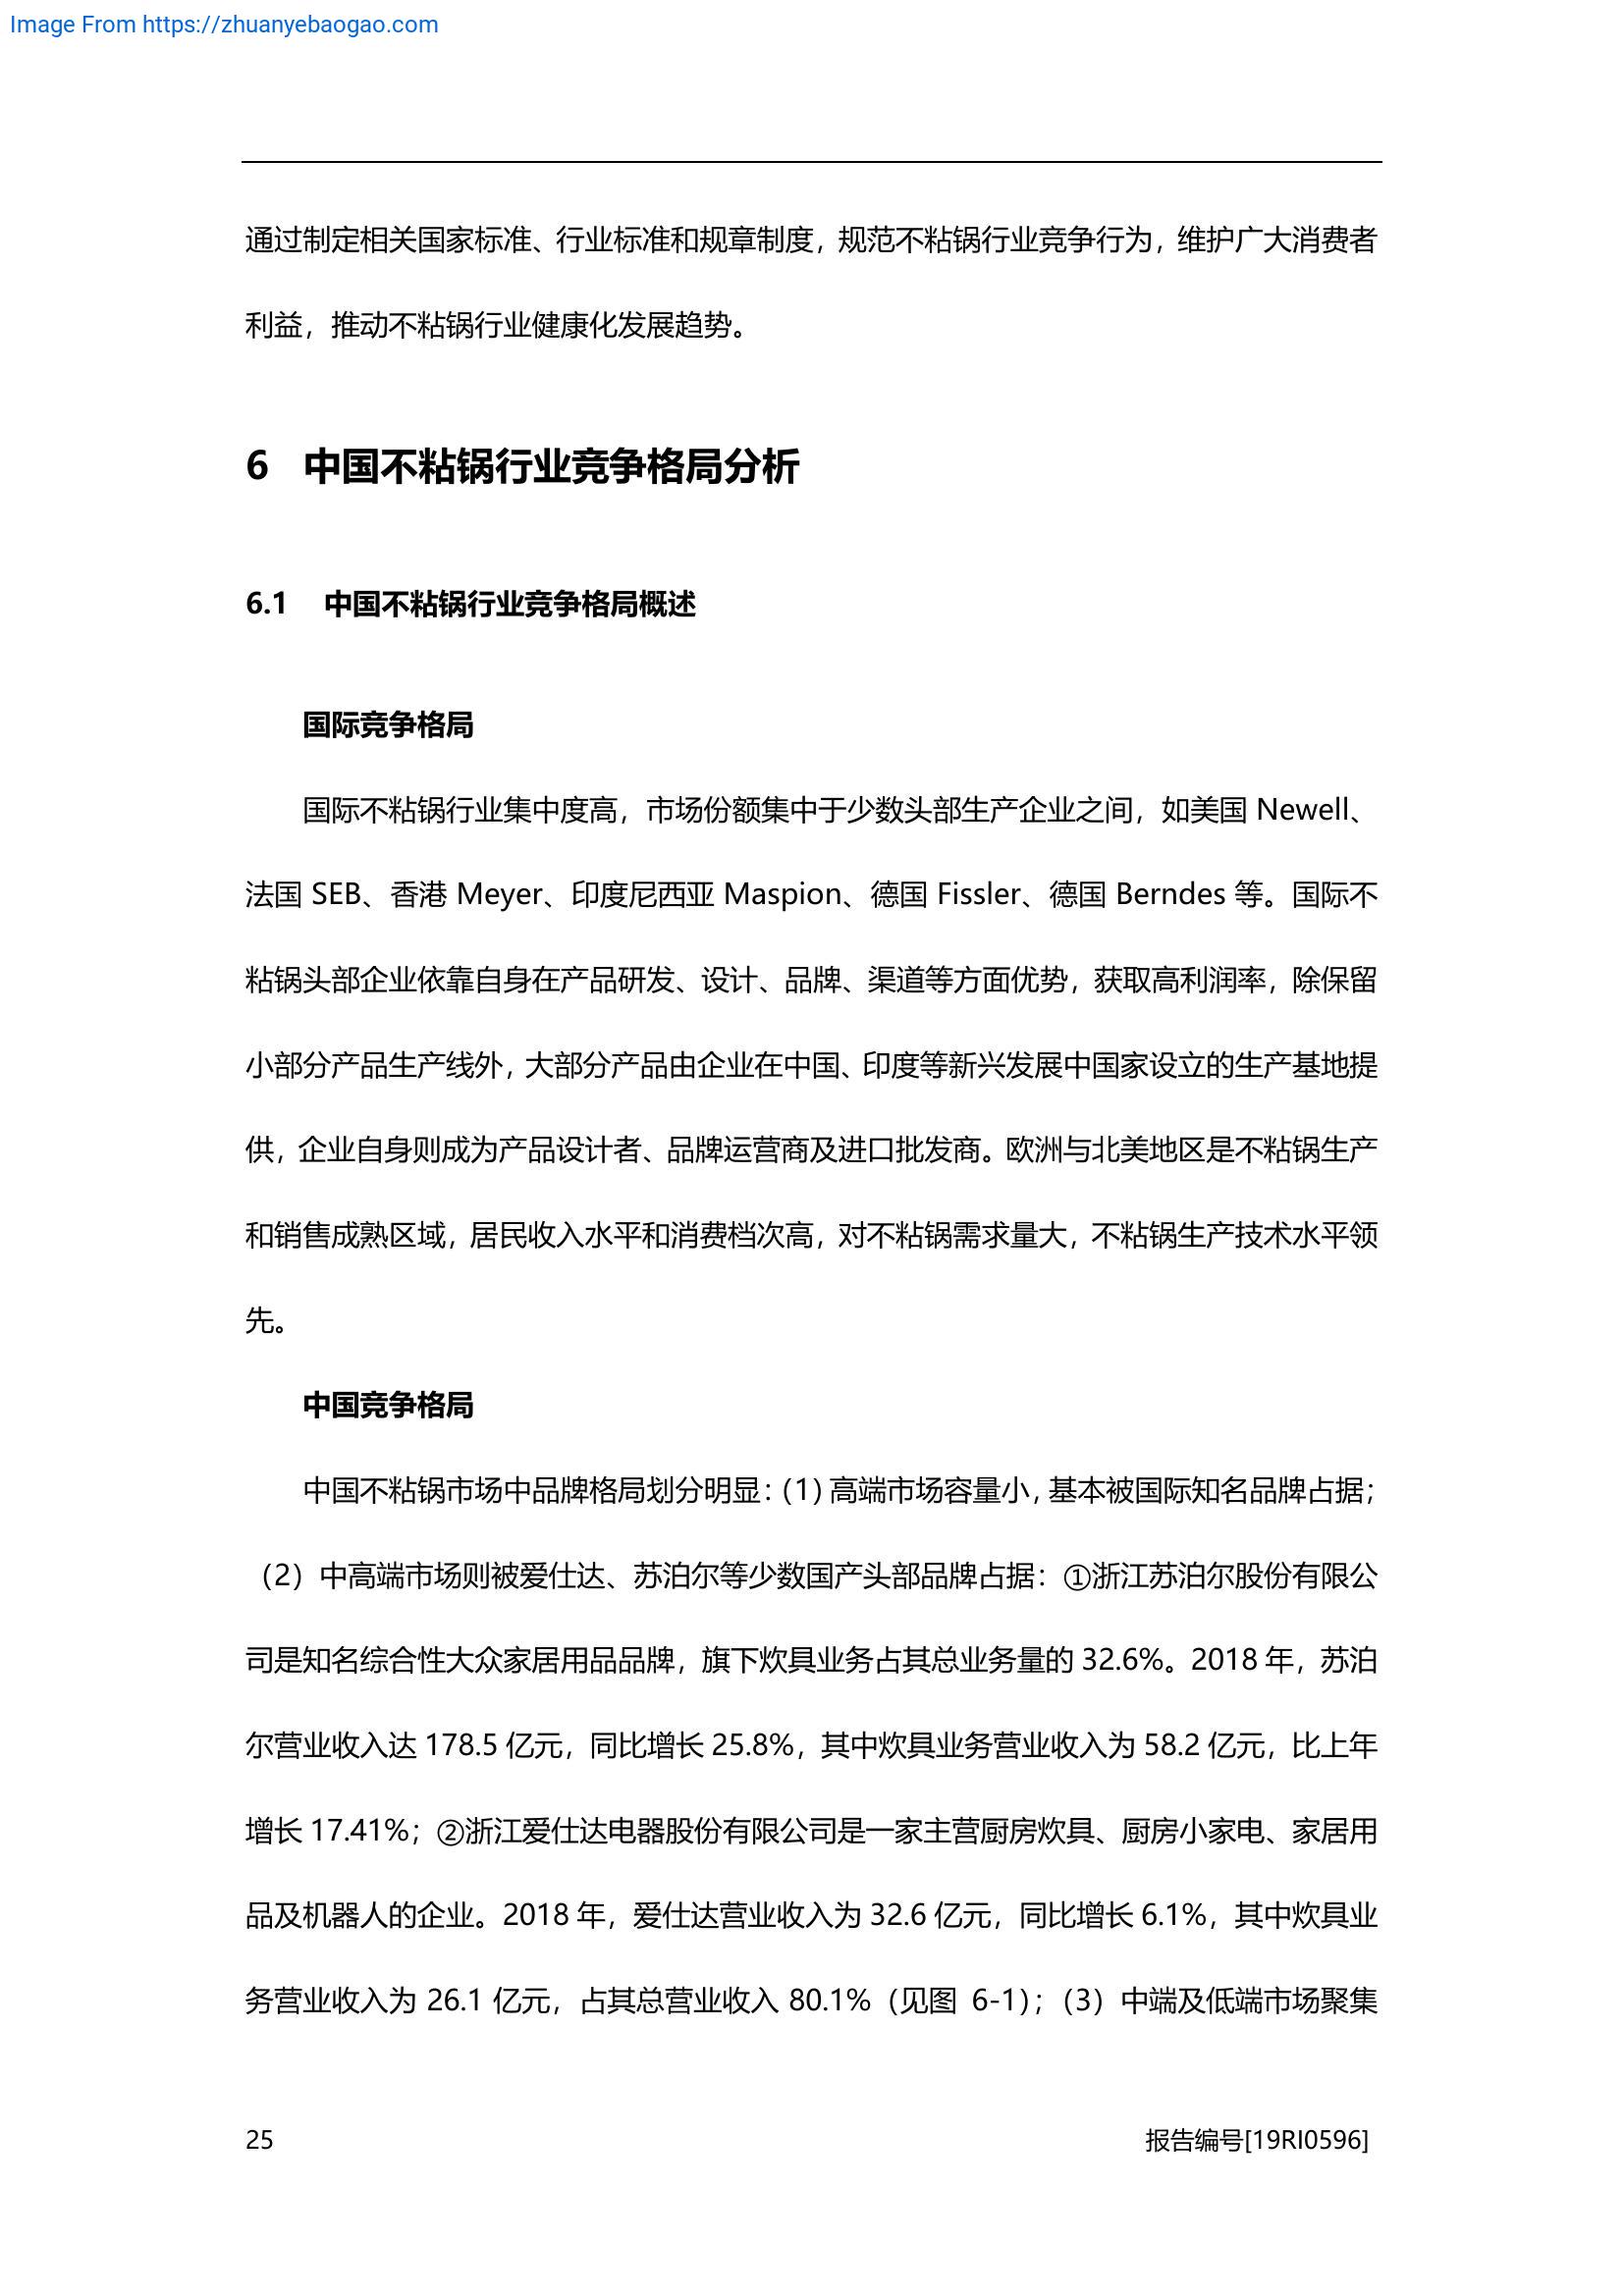 Image From https://zhuanyebaogao.com
通过制定相关国家标准、行业标准和规章制度，规范不粘锅行业竞争行为，维护广大消费者
利益，推动不粘锅行业健康化发展趋势。
6 中国不粘锅行业竞争格局分析
6.1 中国不粘锅行业竞争格局概述
国际竞争格局
国际不粘锅行业集中度高，市场份额集中于少数头部生产企业之间，如美国 Newell、
法国 SEB、香港 Meyer、印度尼西亚 Maspion、德国 Fissler、德国 Berndes 等。国际不
粘锅头部企业依靠自身在产品研发、设计、品牌、渠道等方面优势，获取高利润率，除保留
小部分产品生产线外，大部分产品由企业在中国、印度等新兴发展中国家设立的生产基地提
供，企业自身则成为产品设计者、品牌运营商及进口批发商。欧洲与北美地区是不粘锅生产
和销售成熟区域，居民收入水平和消费档次高，对不粘锅需求量大，不粘锅生产技术水平领
先。
中国竞争格局
中国不粘锅市场中品牌格局划分明显：（1）高端市场容量小，基本被国际知名品牌占据；
（2）中高端市场则被爱仕达、苏泊尔等少数国产头部品牌占据：①浙江苏泊尔股份有限公
司是知名综合性大众家居用品品牌，旗下炊具业务占其总业务量的 32.6%。2018 年，苏泊
尔营业收入达 178.5 亿元，同比增长 25.8%，其中炊具业务营业收入为 58.2 亿元，比上年
增长 17.41%；②浙江爱仕达电器股份有限公司是一家主营厨房炊具、厨房小家电、家居用
品及机器人的企业。2018 年，爱仕达营业收入为 32.6 亿元，同比增长 6.1%，其中炊具业
务营业收入为 26.1 亿元，占其总营业收入 80.1%（见图 6-1）；（3）中端及低端市场聚集
25 报告编号[19RI0596]